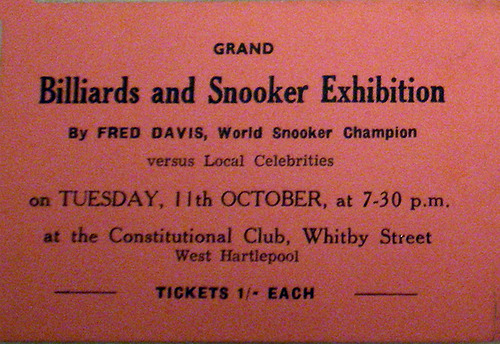 GRAND
Billiards and Snooker Exhibition
By FRED DAVIS, World Snooker Champion
versus Local Celebrities
on TUESDAY, 11th OCTOBER, at 7-30 p.m.
at the Constitutional Club, Whitby Street
West Hartlepool
TICKETS 1/- EACH